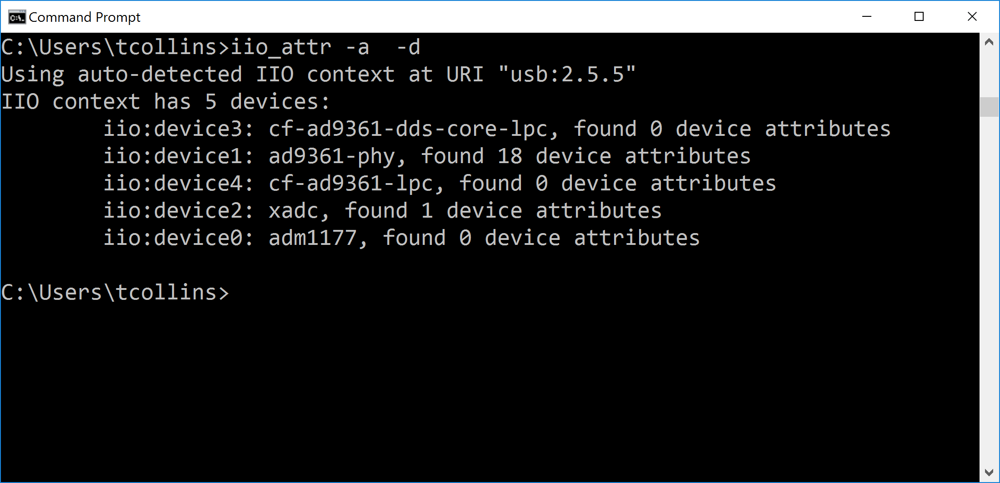 Command Prompt
C:\Users\tcollins>iio_attr -a  -d
Using auto-detected IIO context at URI "usb:2.5.5"
IIO context has 5 devices:
        iio:device3: cf-ad9361-dds-core-lpc, found 0 device attributes
        iio:device1: ad9361-phy, found 18 device attributes
        iio:device4: cf-ad9361-lpc, found 0 device attributes
        iio:device2: xadc, found 1 device attributes
        iio:device0: adm1177, found 0 device attributes
C:\Users\tcollins>